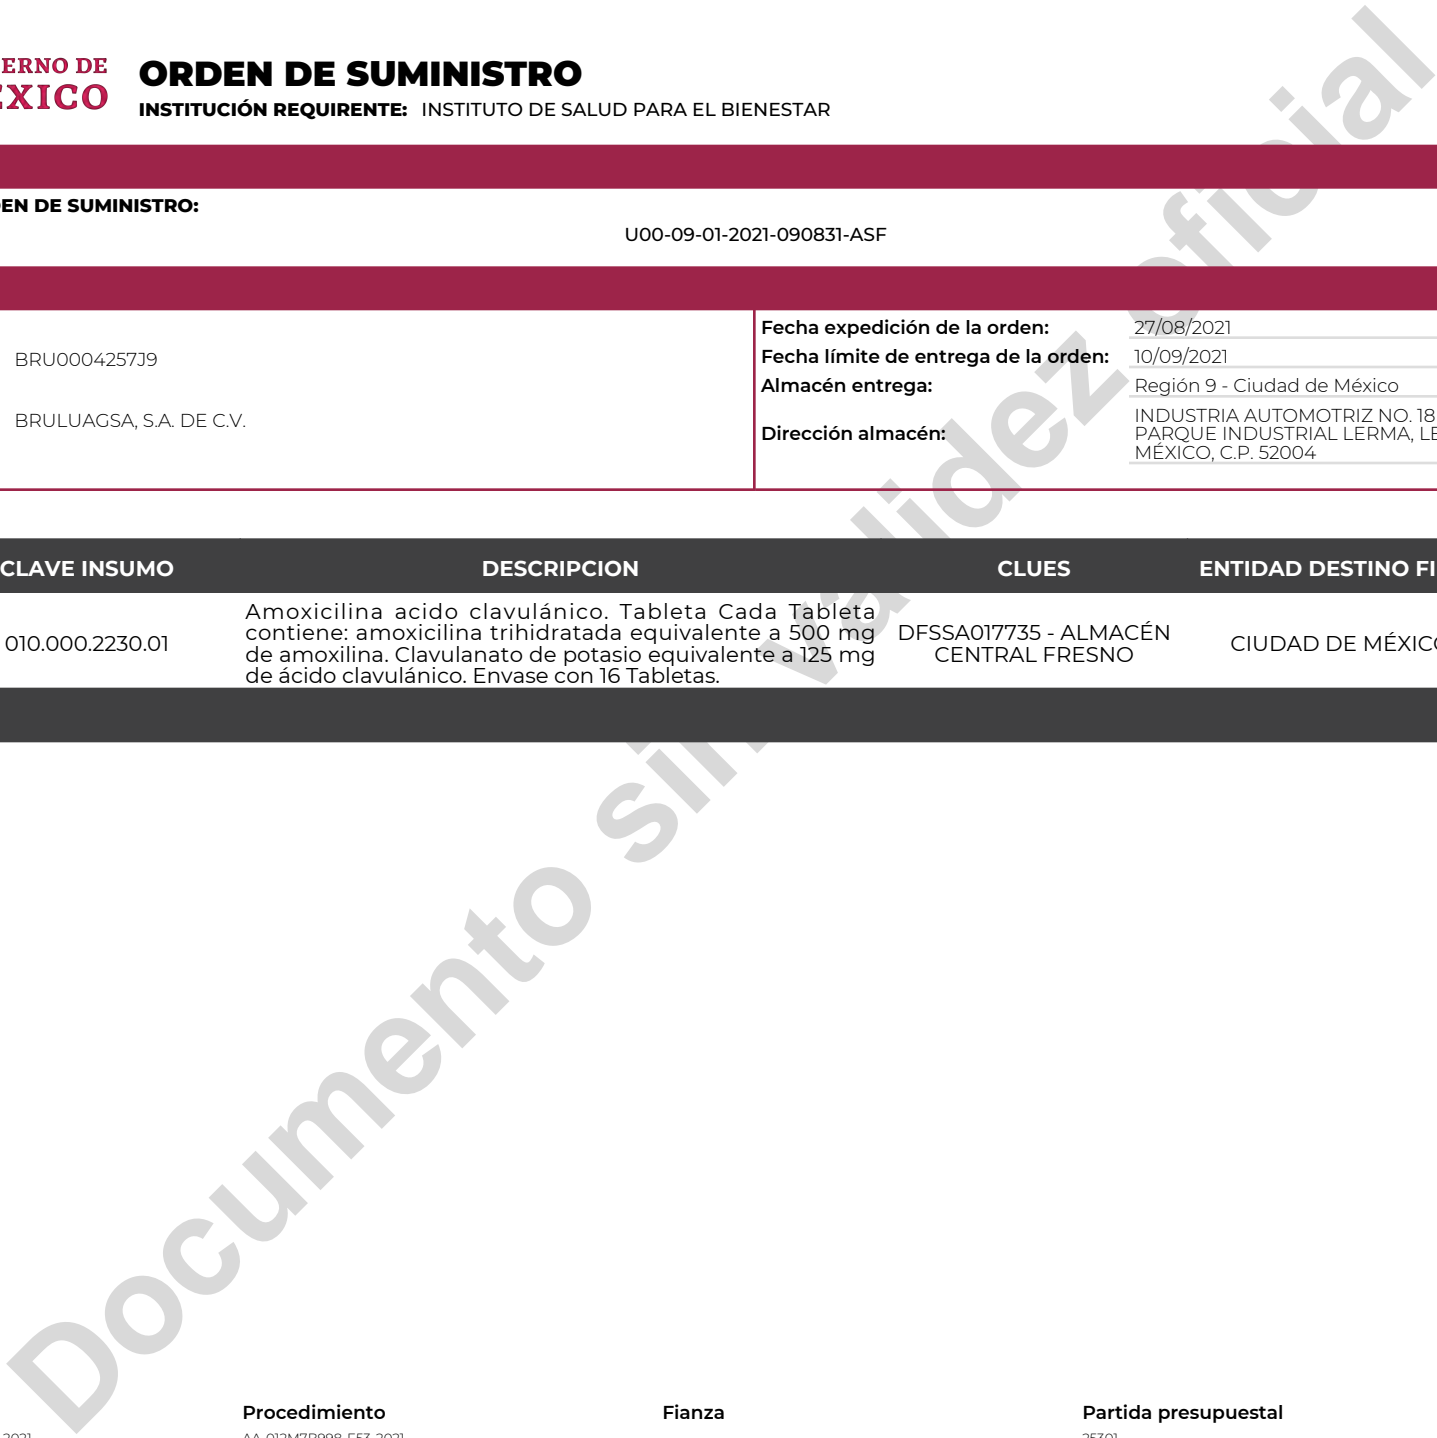 ERNO DE
ORDEN DE SUMINISTRO
INSTITUCIÓN REQUIRENTE: INSTITUTO DE SALUD PARA EL BIENESTAR
EN DE SUMINISTRO:
U00-09-01-2021-090831-ASF
BRU0004257J9
BRULUAGSA, S.A. DE C.V.
Fecha expedición de la orden: 27/08/2021
Fecha límite de entrega de la orden: 10/09/2021
Almacén entrega: Región 9 - Ciudad de México
Dirección almacén:
INDUSTRIA AUTOMOTRIZ NO. 18
PARQUE INDUSTRIAL LERMA, LE
MÉXICO, C.P. 52004
CLAVE INSUMO DESCRIPCION CLUES ENTIDAD DESTINO FI
010.000.2230.01
Amoxicilina acido clavulánico. Tableta Cada Tableta
contiene: amoxicilina trihidratada equivalente a 500 mg
de amoxilina. Clavulanato de potasio equivalente a 125 mg
de ácido clavulánico. Envase con 16 Tabletas.
DFSSA017735 - ALMACÉN
CENTRAL FRESNO
CIUDAD DE MÉXICO
Documento sin validez oficial
Procedimiento Fianza Partida presupuestal